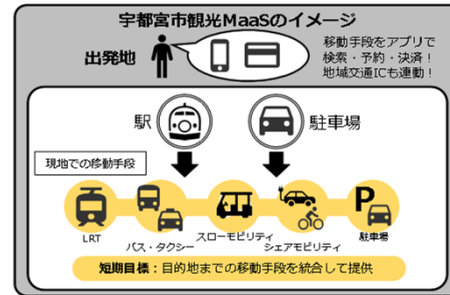 宇都宮市観光MaaSのイメージ
出発地
移動手段をアプリで
検索・予約・決済！
地域交通ICも連動！
駅
駐車場
現地での移動手段
P
LRT
バス・タクシー
スローモビリティ
シェアモビリティ
駐車場
短期目標：目的地までの移動手段を統合して提供